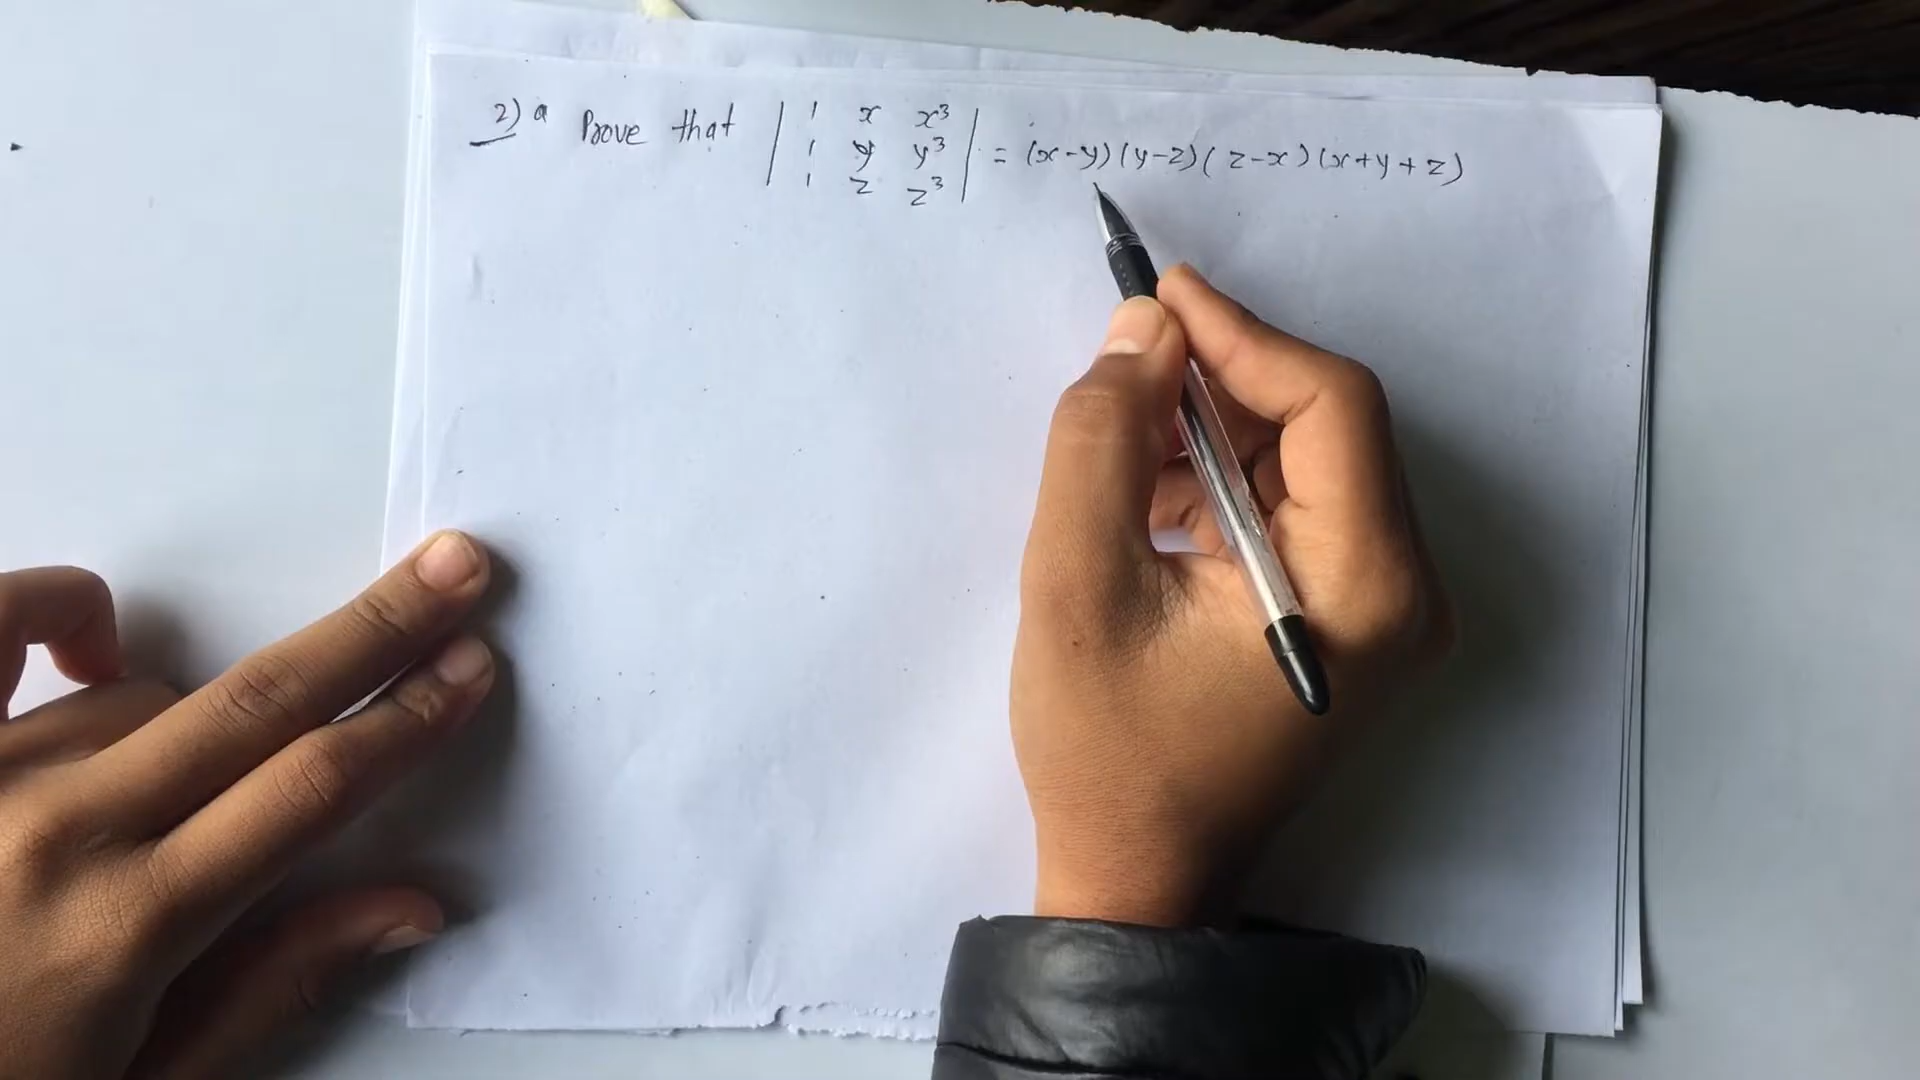 2) a Prove that | 1 x x³ | = (x-y)(y-z)(z-x)(x+y+z)
| 1 y y³ |
| 1 z z³ |